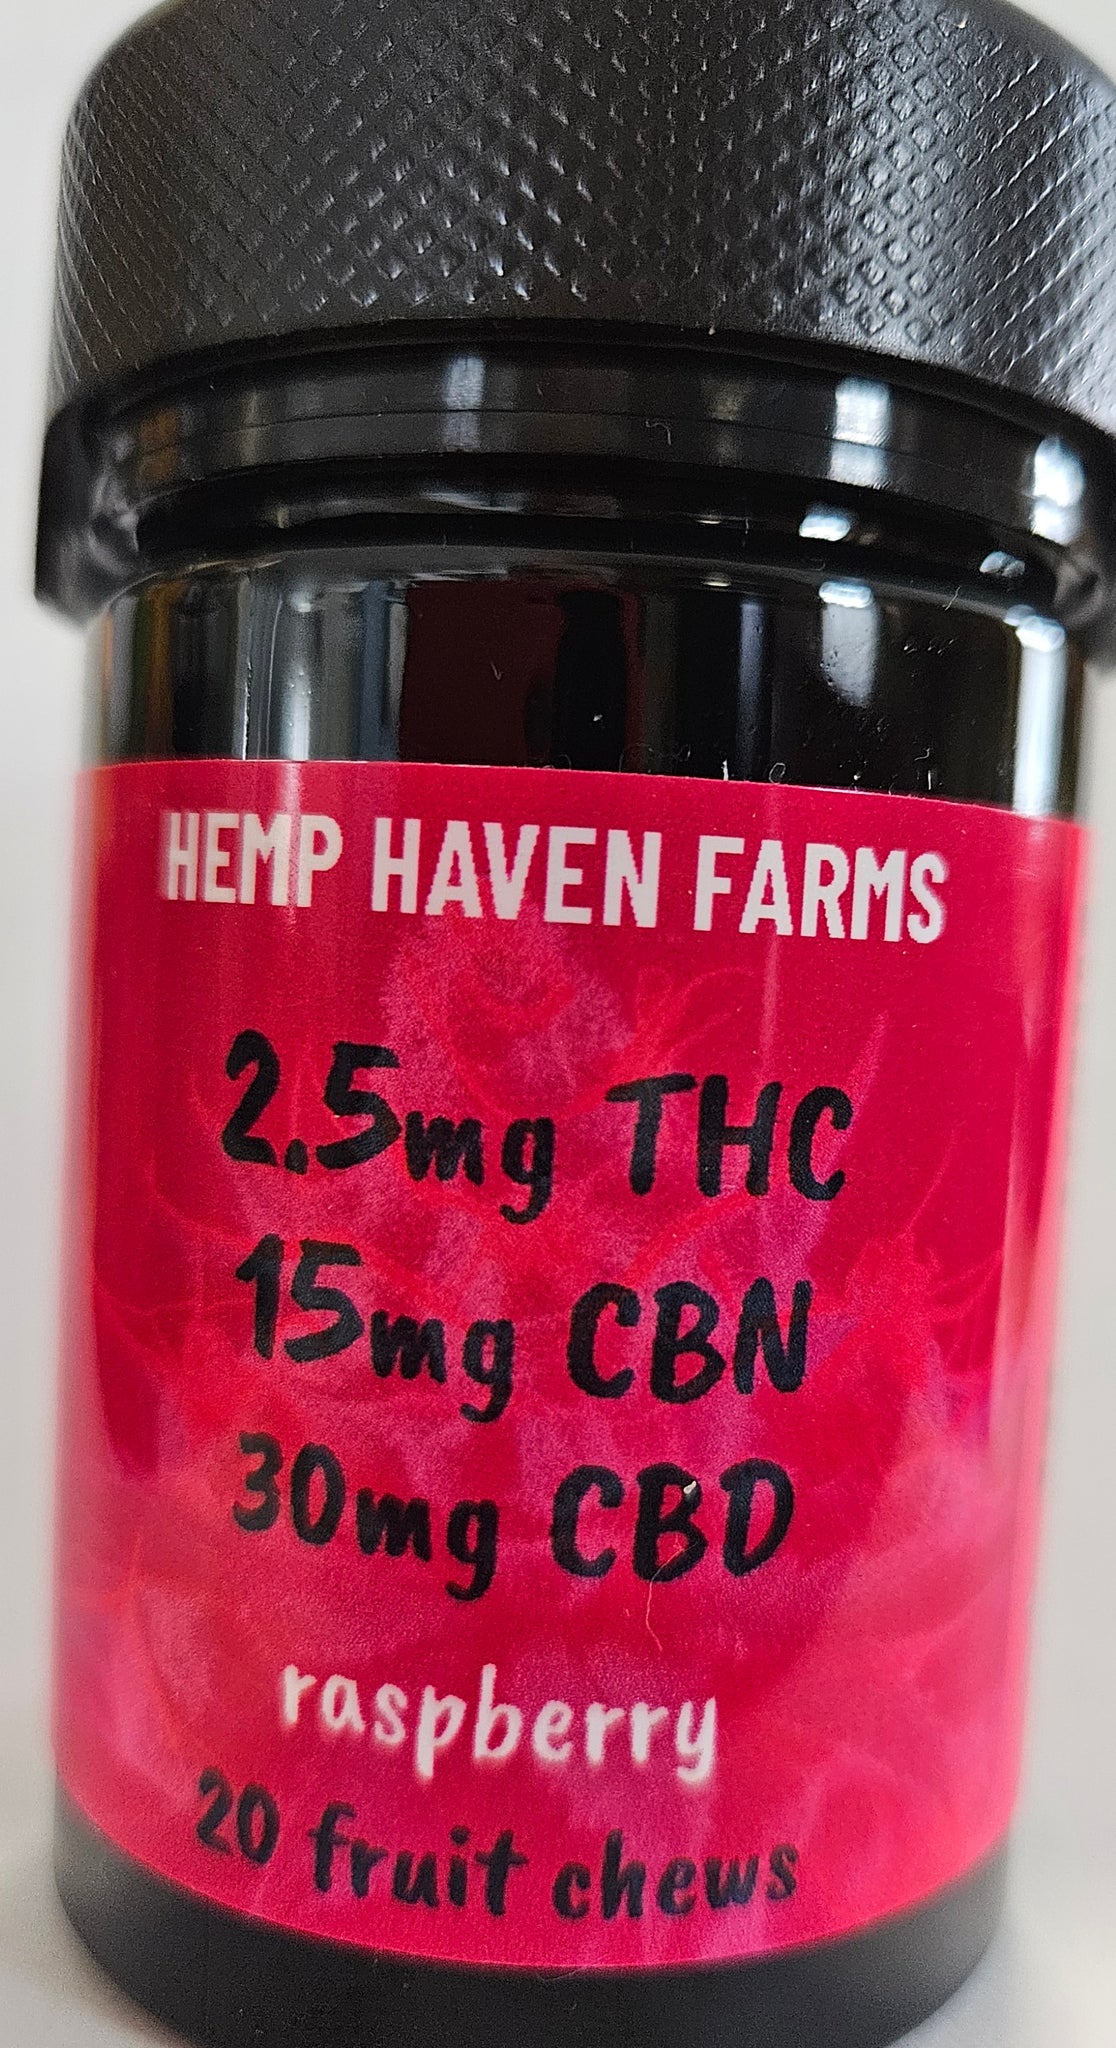 HEMP HAVEN FARMS
2.5mg THC
15mg CBN
30mg CBD
raspberry
20 fruit chews